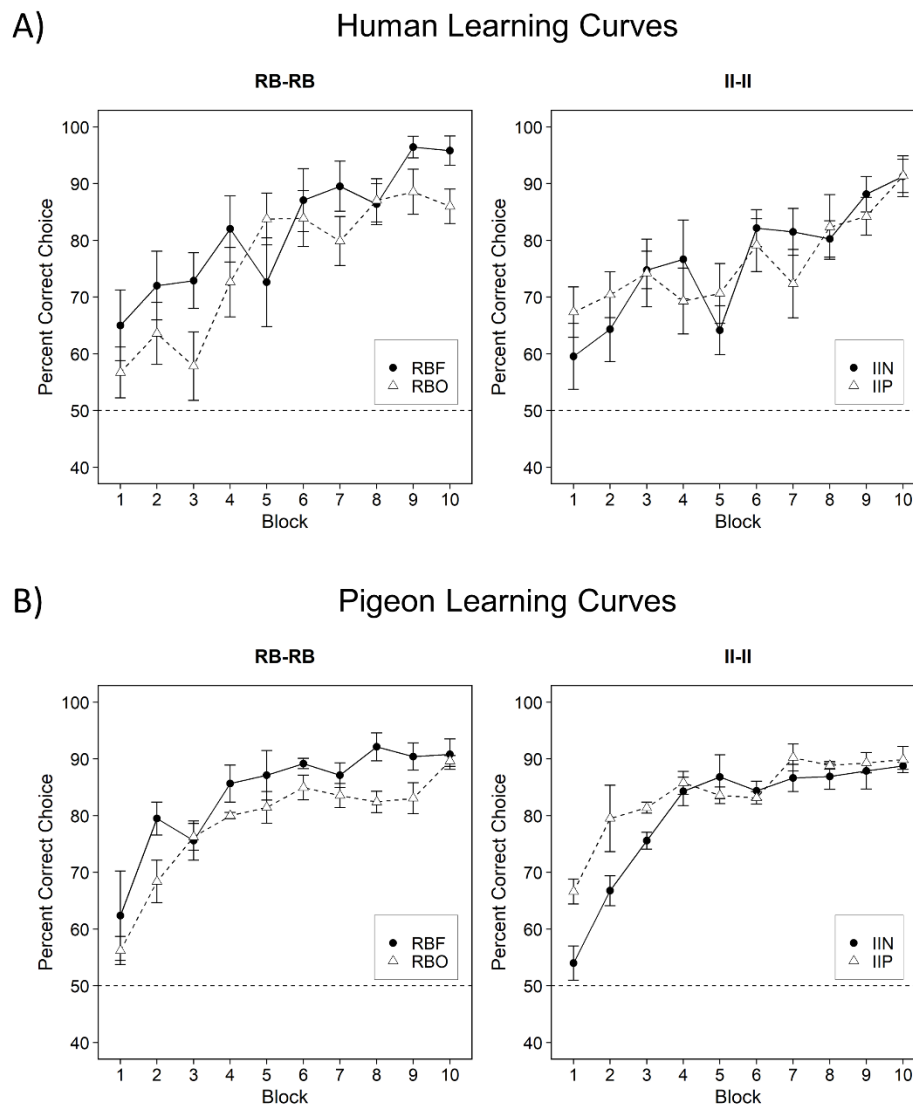 A) Human Learning Curves
RB-RB
Percent Correct Choice
100
90
80
70
60
50
40
RBF
RBO
1 2 3 4 5 6 7 8 9 10
Block
II-II
Percent Correct Choice
100
90
80
70
60
50
40
IIN
IIP
1 2 3 4 5 6 7 8 9 10
Block
B) Pigeon Learning Curves
RB-RB
Percent Correct Choice
100
90
80
70
60
50
40
RBF
RBO
1 2 3 4 5 6 7 8 9 10
Block
II-II
Percent Correct Choice
100
90
80
70
60
50
40
IIN
IIP
1 2 3 4 5 6 7 8 9 10
Block